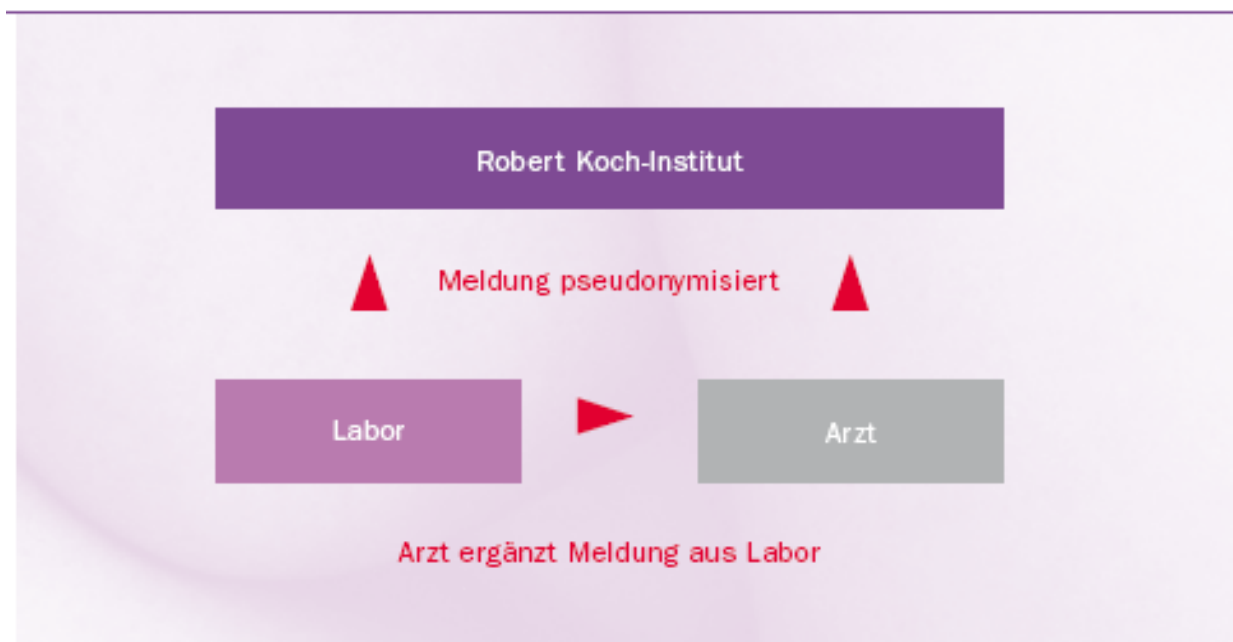 Robert Koch-Institut
Meldung pseudonymisiert
Labor
Arzt
Arzt ergänzt Meldung aus Labor